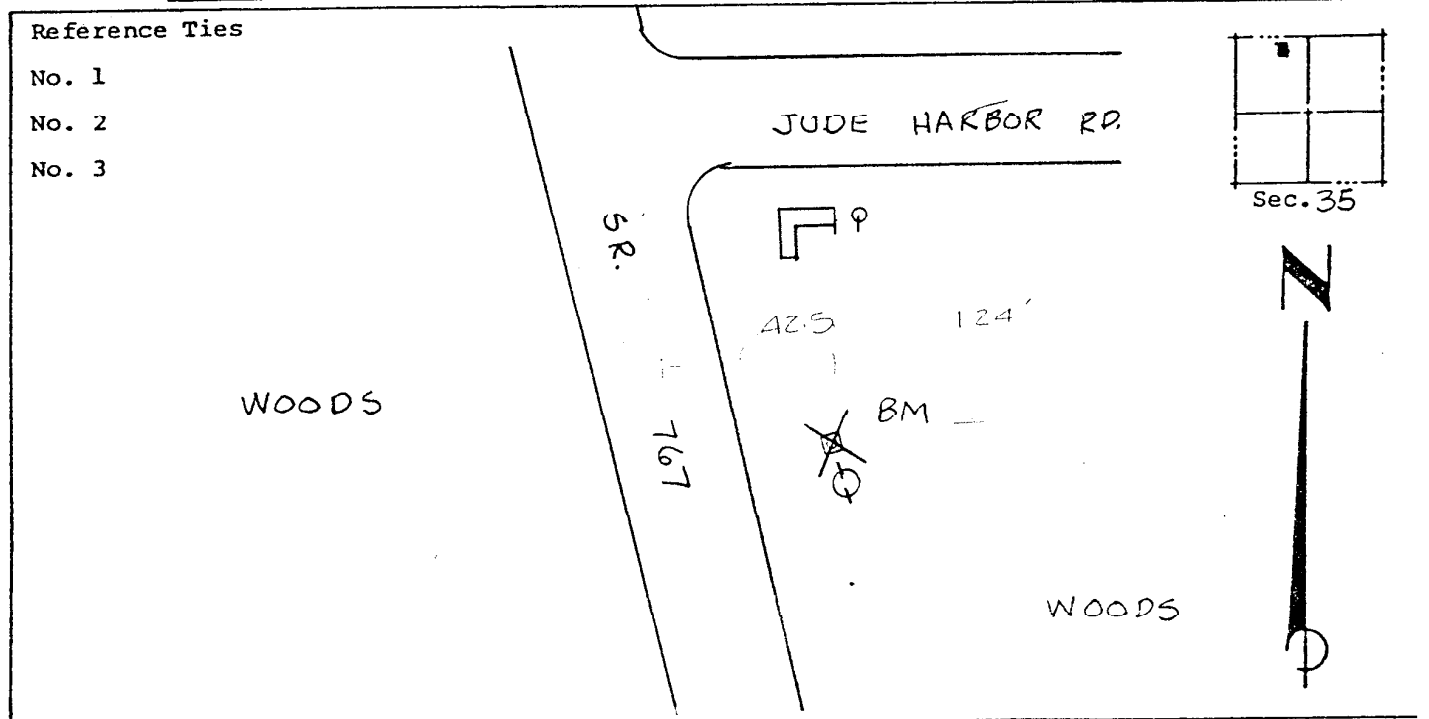 Reference Ties
No. 1
No. 2
No. 3
JUDE HARBOR RD.
Sec. 35
N
S.R. 767
42.5
124'
WOODS
BM
WOODS